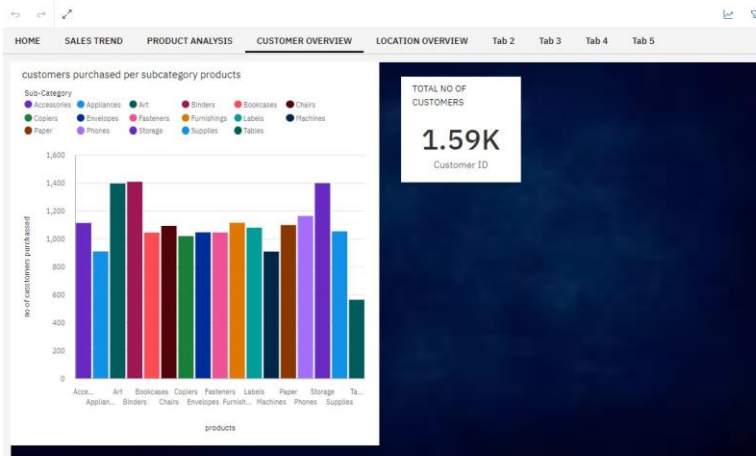 HOME SALES TREND PRODUCT ANALYSIS CUSTOMER OVERVIEW LOCATION OVERVIEW Tab 2 Tab 3 Tab 4 Tab 5
customers purchased per subcategory products
Sub-Category
Accessories Appliances Art Binders Bookcases Chairs
Copiers Envelopes Fasteners Furnishings Labels Machines
Paper Phones Storage Supplies Tables
1,600
1,400
1,200
1,000
800
600
400
200
0
no of casstomers purchassed
Acce... Art Bookcases Copiers Fasteners Labels Paper Storage Ta...
Applian... Binders Chairs Envelopes Furnish... Machines Phones Supplies
products
TOTAL NO OF
CUSTOMERS
1.59K
Customer ID